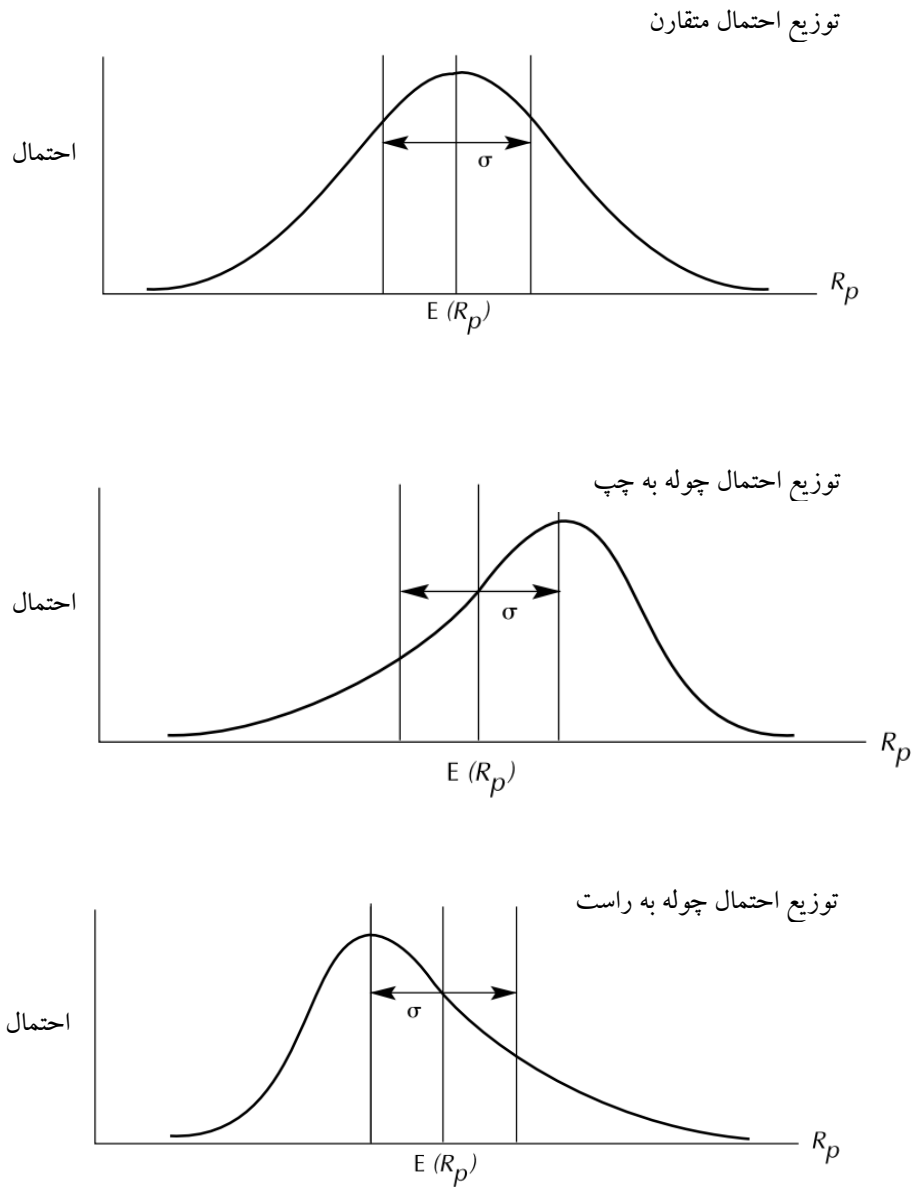 توزیع احتمال متقارن
احتمال
σ
E (Rp)
Rp
توزیع احتمال چوله به چپ
احتمال
σ
E (Rp)
Rp
توزیع احتمال چوله به راست
احتمال
σ
E (Rp)
Rp